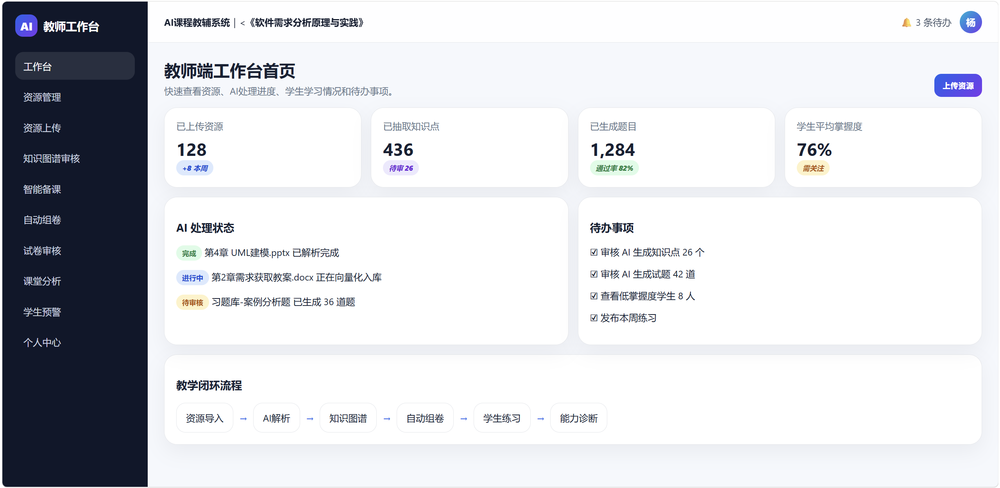 AI 教师工作台
工作台
资源管理
资源上传
知识图谱审核
智能备课
自动组卷
试卷审核
课堂分析
学生预警
个人中心
AI课程教辅系统｜<《软件需求分析原理与实践》
🔔 3 条待办 杨
教师端工作台首页
快速查看资源、AI处理进度、学生学习情况和待办事项。
上传资源
已上传资源
128
+8 本周
已抽取知识点
436
待审 26
已生成题目
1,284
通过率 82%
学生平均掌握度
76%
需关注
AI 处理状态
完成 第4章 UML建模.pptx 已解析完成
进行中 第2章需求获取教案.docx 正在向量化入库
待审核 习题库-案例分析题 已生成 36 道题
待办事项
☑ 审核 AI 生成知识点 26 个
☑ 审核 AI 生成试题 42 道
☑ 查看低掌握度学生 8 人
☑ 发布本周练习
教学闭环流程
资源导入 → AI解析 → 知识图谱 → 自动组卷 → 学生练习 → 能力诊断